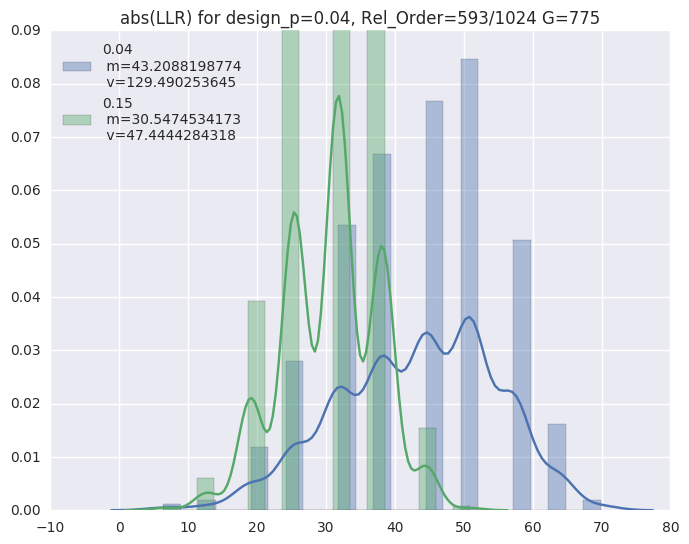 abs(LLR) for design_p=0.04, Rel_Order=593/1024 G=775
0.04
m=43.2088198774
v=129.490253645
0.15
m=30.5474534173
v=47.4444284318
0.09
0.08
0.07
0.06
0.05
0.04
0.03
0.02
0.01
0.00
−10 0 10 20 30 40 50 60 70 80